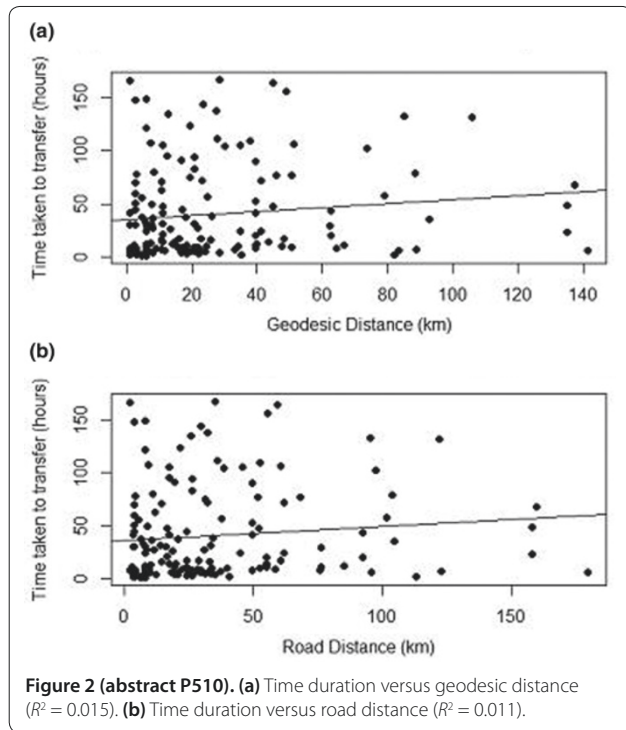 (a)
Time taken to transfer (hours)
150
100
50
0
0 20 40 60 80 100 120 140
Geodesic Distance (km)
(b)
Time taken to transfer (hours)
150
100
50
0
0 50 100 150
Road Distance (km)
Figure 2 (abstract P510). (a) Time duration versus geodesic distance
(R² = 0.015). (b) Time duration versus road distance (R² = 0.011).